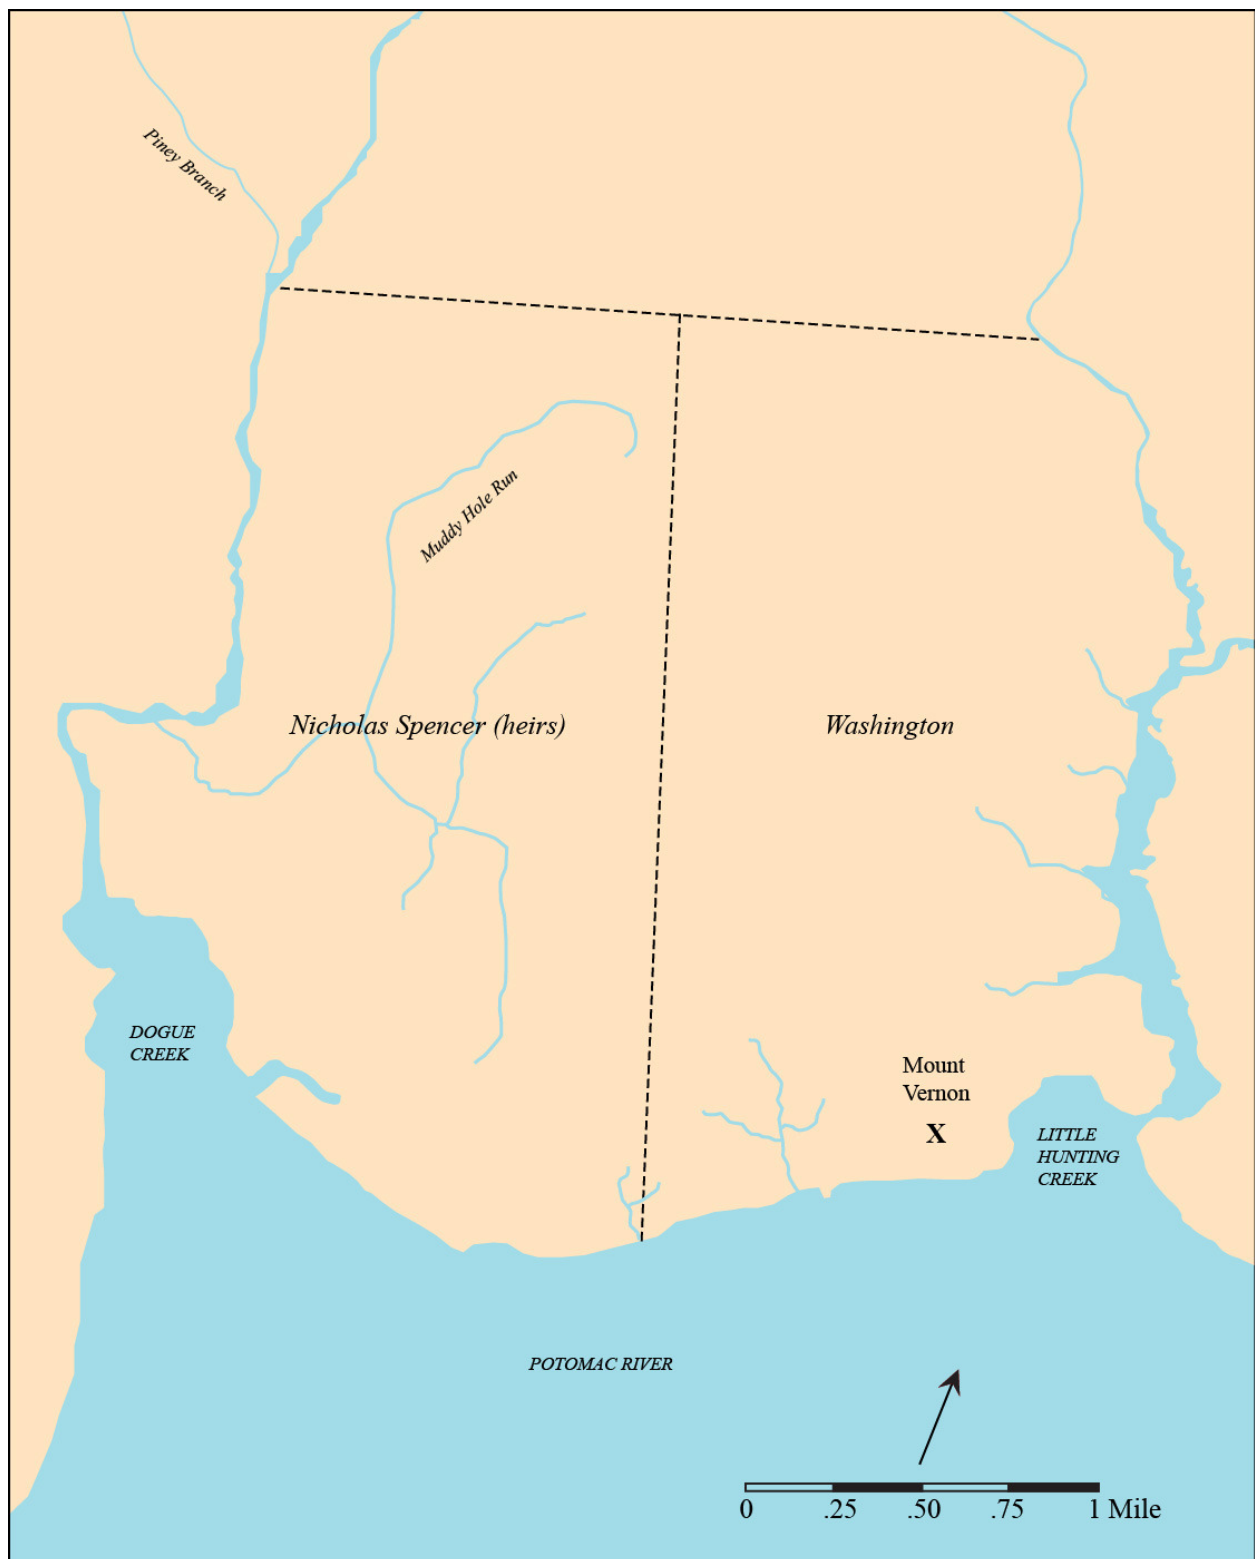 Piney Branch
Muddy Hole Run
Nicholas Spencer (heirs)
Washington
DOGUE
CREEK
Mount
Vernon
X
LITTLE
HUNTING
CREEK
POTOMAC RIVER
0 .25 .50 .75 1 Mile